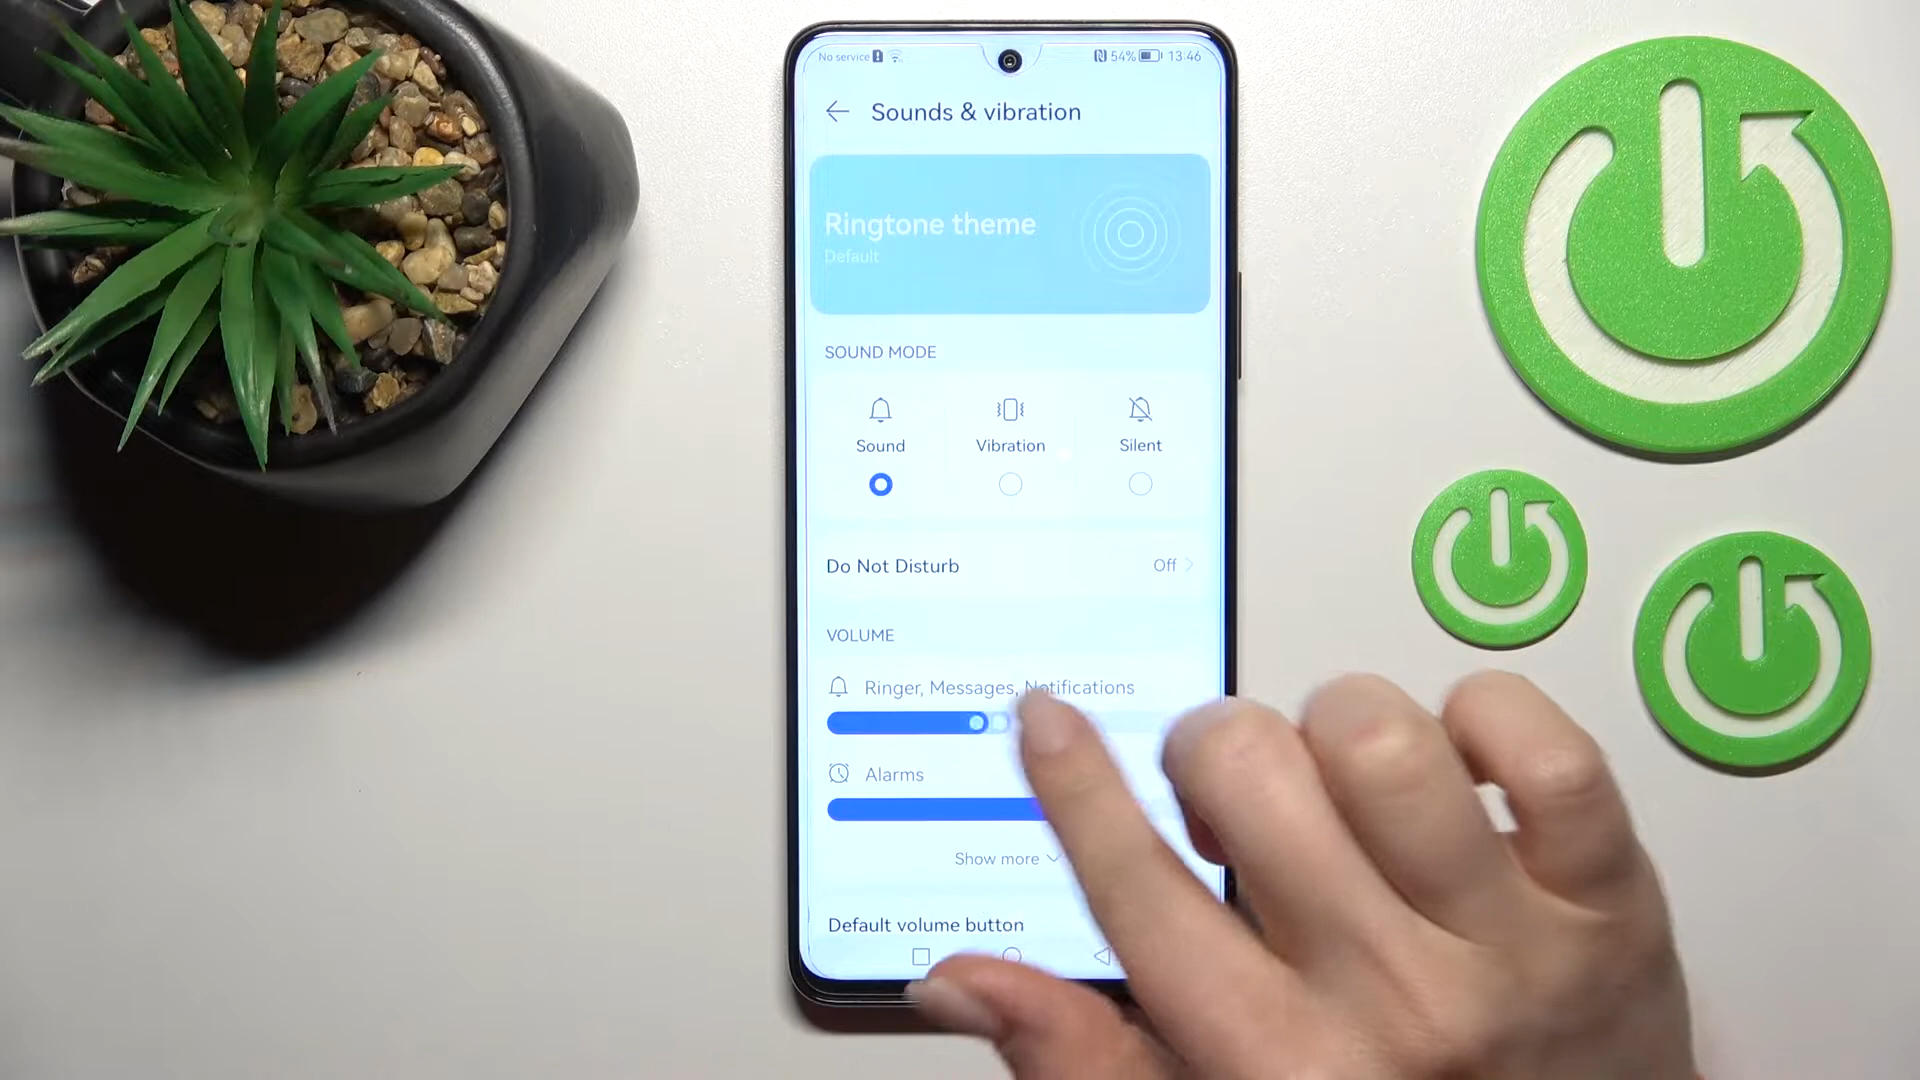 No service 54% 13:46
Sounds & vibration
Ringtone theme
Default
SOUND MODE
Sound Vibration Silent
Do Not Disturb Off
VOLUME
Ringer, Messages, Notifications
Alarms
Show more
Default volume button